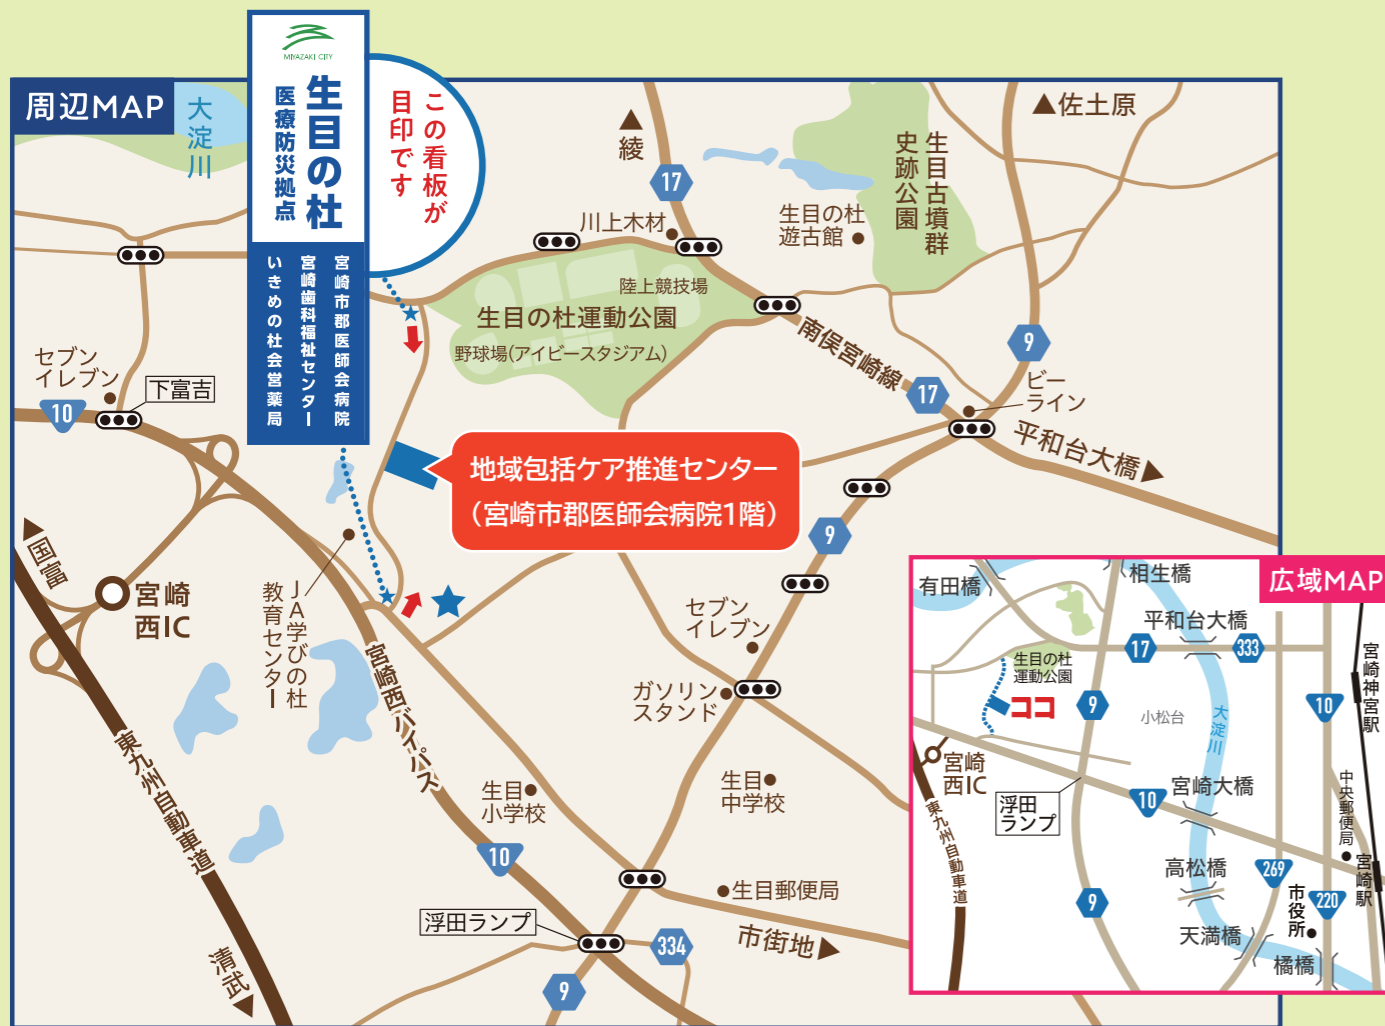 周辺MAP
大淀川
MIYAZAKI CITY
生目の杜
医療防災拠点
宮崎市郡医師会病院
宮崎歯科福祉センター
いきめの杜会営薬局
この看板が
目印です
▲綾
17
川上木材
生目の杜
遊古館
生目古墳群
史跡公園
▲佐土原
陸上競技場
生目の杜運動公園
野球場(アイビースタジアム)
南俣宮崎線
17
9
ビー
ライン
平和台大橋▶
セブン
イレブン
下富吉
10
地域包括ケア推進センター
(宮崎市郡医師会病院1階)
9
▲国富
宮崎
西IC
JA学びの杜
教育センター
宮崎西バイパス
東九州自動車道
セブン
イレブン
ガソリン
スタンド
生目
小学校
生目
中学校
10
生目郵便局
浮田ランプ
334
市街地▶
清武▼
9
広域MAP
有田橋
相生橋
平和台大橋
17
333
生目の杜
運動公園
ココ
9
小松台
大淀川
10
宮崎神宮駅
宮崎
西IC
浮田
ランプ
10
宮崎大橋
東九州自動車道
中央郵便局
高松橋
269
宮崎駅
9
市役所
220
天満橋
橘橋